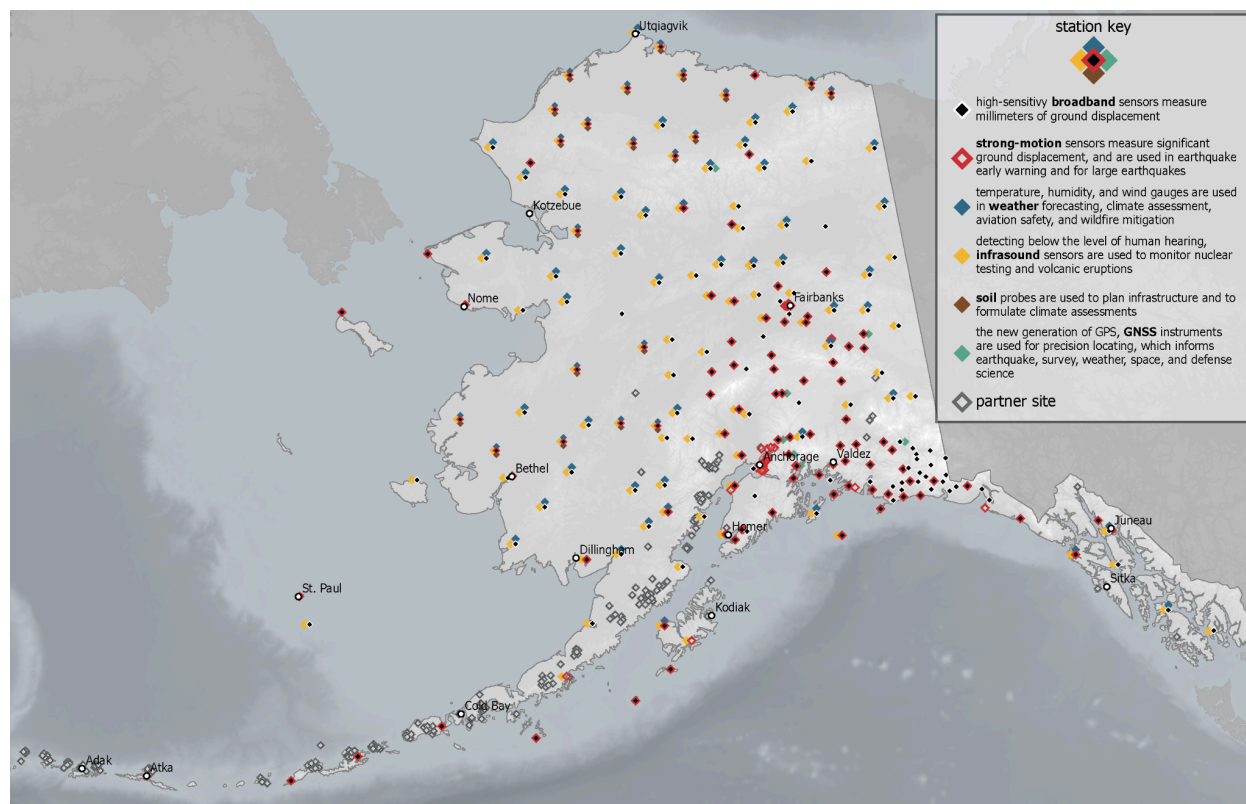 station key
high-sensitivy broadband sensors measure
millimeters of ground displacement
strong-motion sensors measure significant
ground displacement, and are used in earthquake
early warning and for large earthquakes
temperature, humidity, and wind gauges are used
in weather forecasting, climate assessment,
aviation safety, and wildfire mitigation
detecting below the level of human hearing,
infrasound sensors are used to monitor nuclear
testing and volcanic eruptions
soil probes are used to plan infrastructure and to
formulate climate assessments
the new generation of GPS, GNSS instruments
are used for precision locating, which informs
earthquake, survey, weather, space, and defense
science
partner site
Utqiagvik
Kotzebue
Nome
Fairbanks
Anchorage
Valdez
Bethel
Homer
Juneau
Dillingham
Sitka
St. Paul
Kodiak
Cold Bay
Adak
Atka